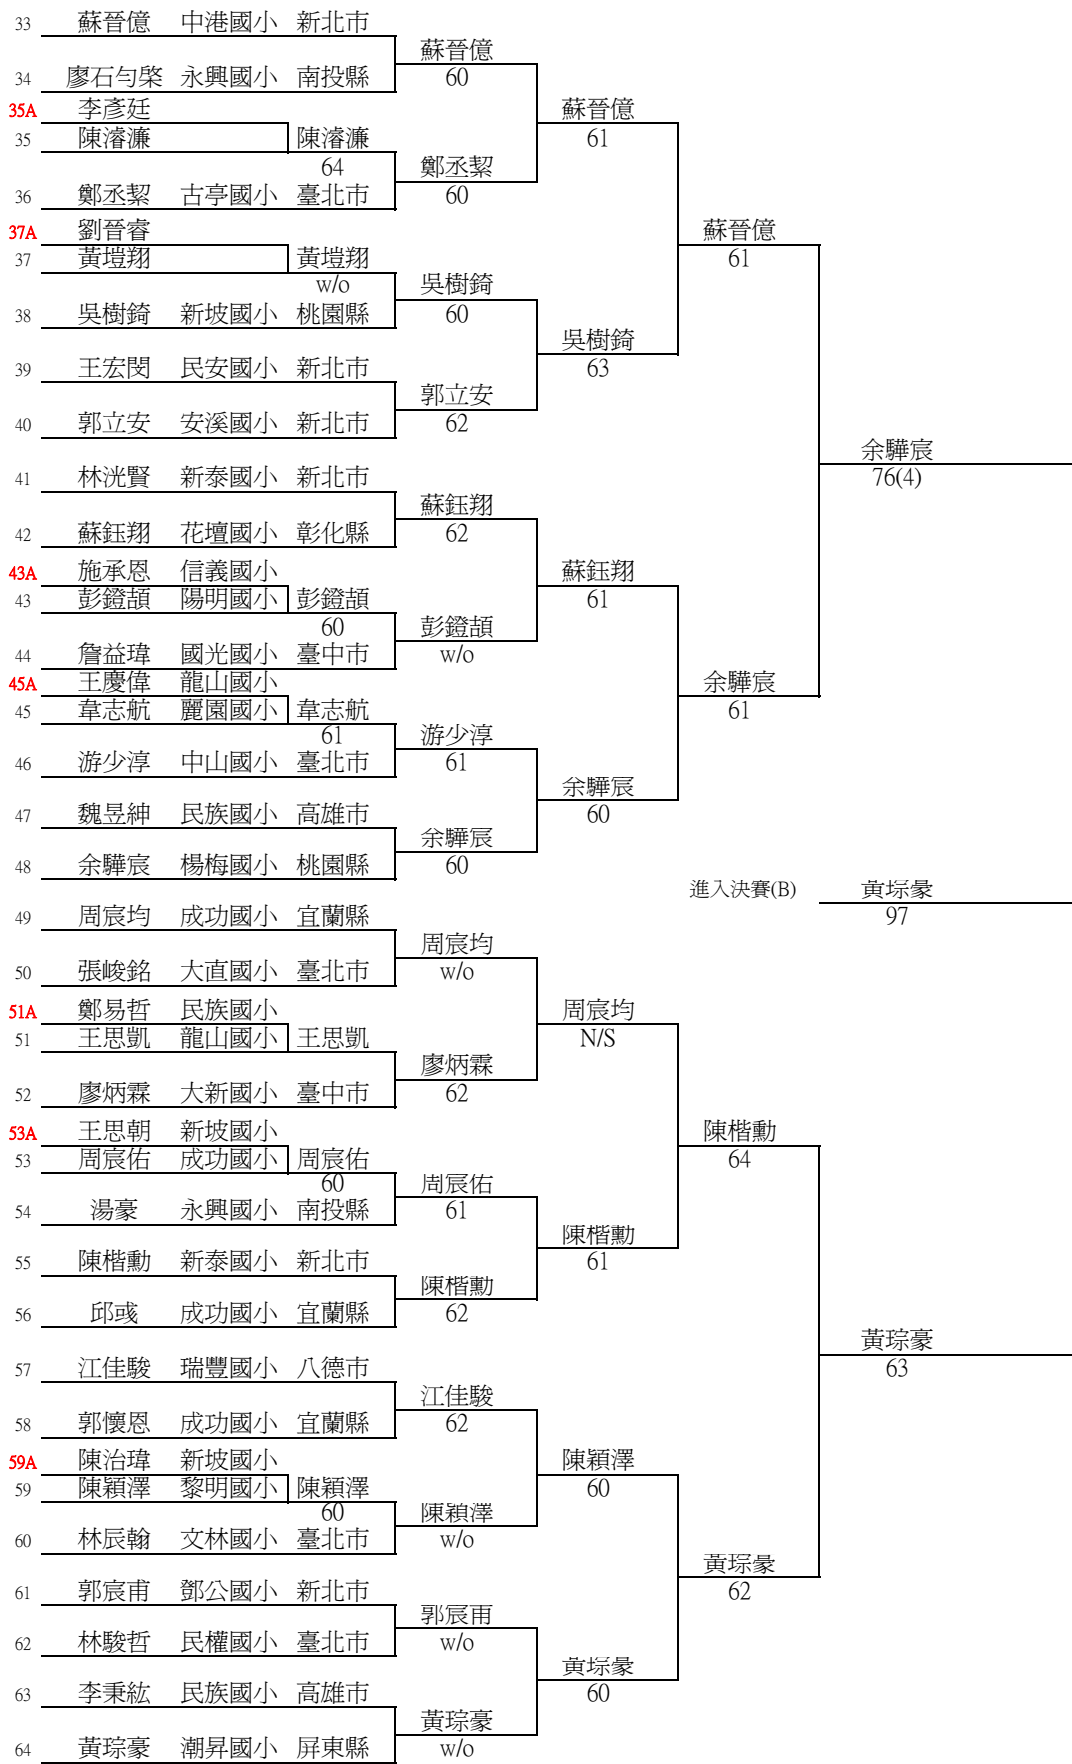 33 蘇晉億 中港國小 新北市
蘇晉億
34 廖石勻棨 永興國小 南投縣 60
35A 李彥廷 蘇晉億
35 陳濬濂 陳濬濂 61
64 鄭丞絜
36 鄭丞絜 古亭國小 臺北市 60
37A 劉晉睿 蘇晉億
37 黃塏翔 黃塏翔 61
w/o 吳樹錡
38 吳樹錡 新坡國小 桃園縣 60
吳樹錡
39 王宏閔 民安國小 新北市 63
郭立安
40 郭立安 安溪國小 新北市 62
余驊宸
41 林洸賢 新泰國小 新北市 76(4)
蘇鈺翔
42 蘇鈺翔 花壇國小 彰化縣 62
43A 施承恩 信義國小 蘇鈺翔
43 彭鐙頡 陽明國小 彭鐙頡 61
60 彭鐙頡
44 詹益瑋 國光國小 臺中市 w/o
45A 王慶偉 龍山國小 余驊宸
45 韋志航 麗園國小 韋志航 61
61 游少淳
46 游少淳 中山國小 臺北市 61
余驊宸
47 魏昱紳 民族國小 高雄市 60
余驊宸
48 余驊宸 楊梅國小 桃園縣 60
進入決賽(B) 黃琮豪
49 周宸均 成功國小 宜蘭縣 97
周宸均
50 張峻銘 大直國小 臺北市 w/o
51A 鄭易哲 民族國小 周宸均
51 王思凱 龍山國小 王思凱 N/S
廖炳霖
52 廖炳霖 大新國小 臺中市 62
53A 王思朝 新坡國小 陳楷勳
53 周宸佑 成功國小 周宸佑 64
60 周宸佑
54 湯豪 永興國小 南投縣 61
陳楷勳
55 陳楷勳 新泰國小 新北市 61
陳楷勳
56 邱彧 成功國小 宜蘭縣 62
黃琮豪
57 江佳駿 瑞豐國小 八德市 63
江佳駿
58 郭懷恩 成功國小 宜蘭縣 62
59A 陳治瑋 新坡國小 陳穎澤
59 陳穎澤 黎明國小 陳穎澤 60
60 陳穎澤
60 林辰翰 文林國小 臺北市 w/o
黃琮豪
61 郭宸甫 鄧公國小 新北市 62
郭宸甫
62 林駿哲 民權國小 臺北市 w/o
黃琮豪
63 李秉紘 民族國小 高雄市 60
黃琮豪
64 黃琮豪 潮昇國小 屏東縣 w/o